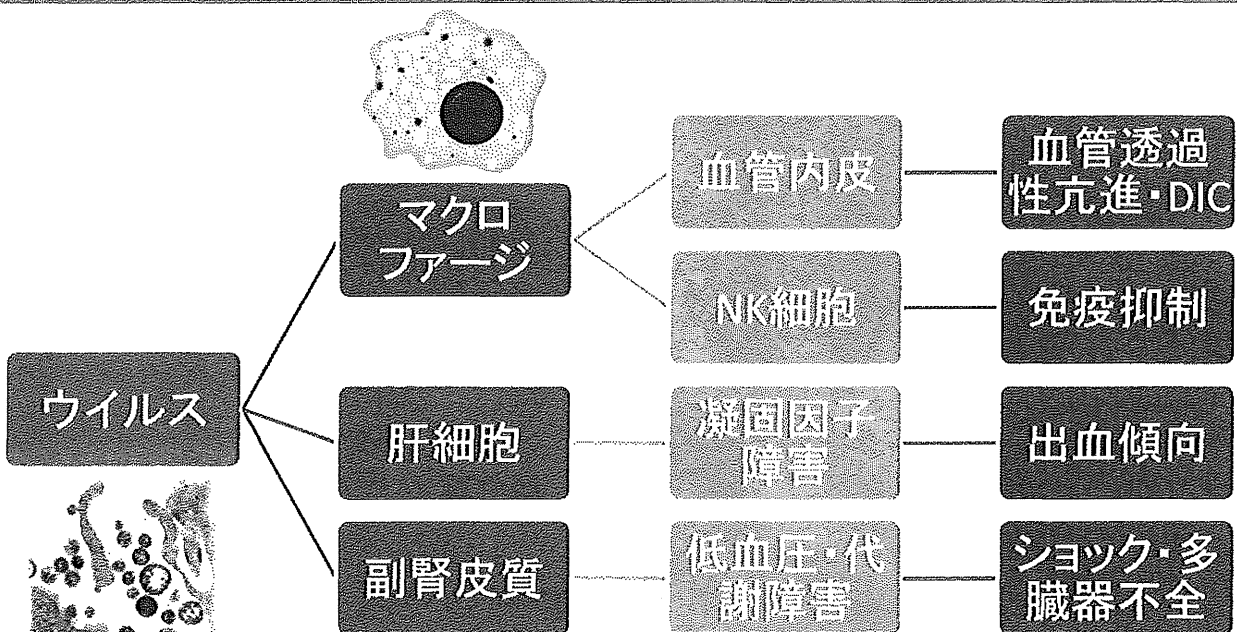 マクロ
ファージ
血管内皮
血管透過
性亢進・DIC
NK細胞
免疫抑制
ウイルス
肝細胞
凝固因子
障害
出血傾向
副腎皮質
低血圧・代
謝障害
ショック・多
臓器不全